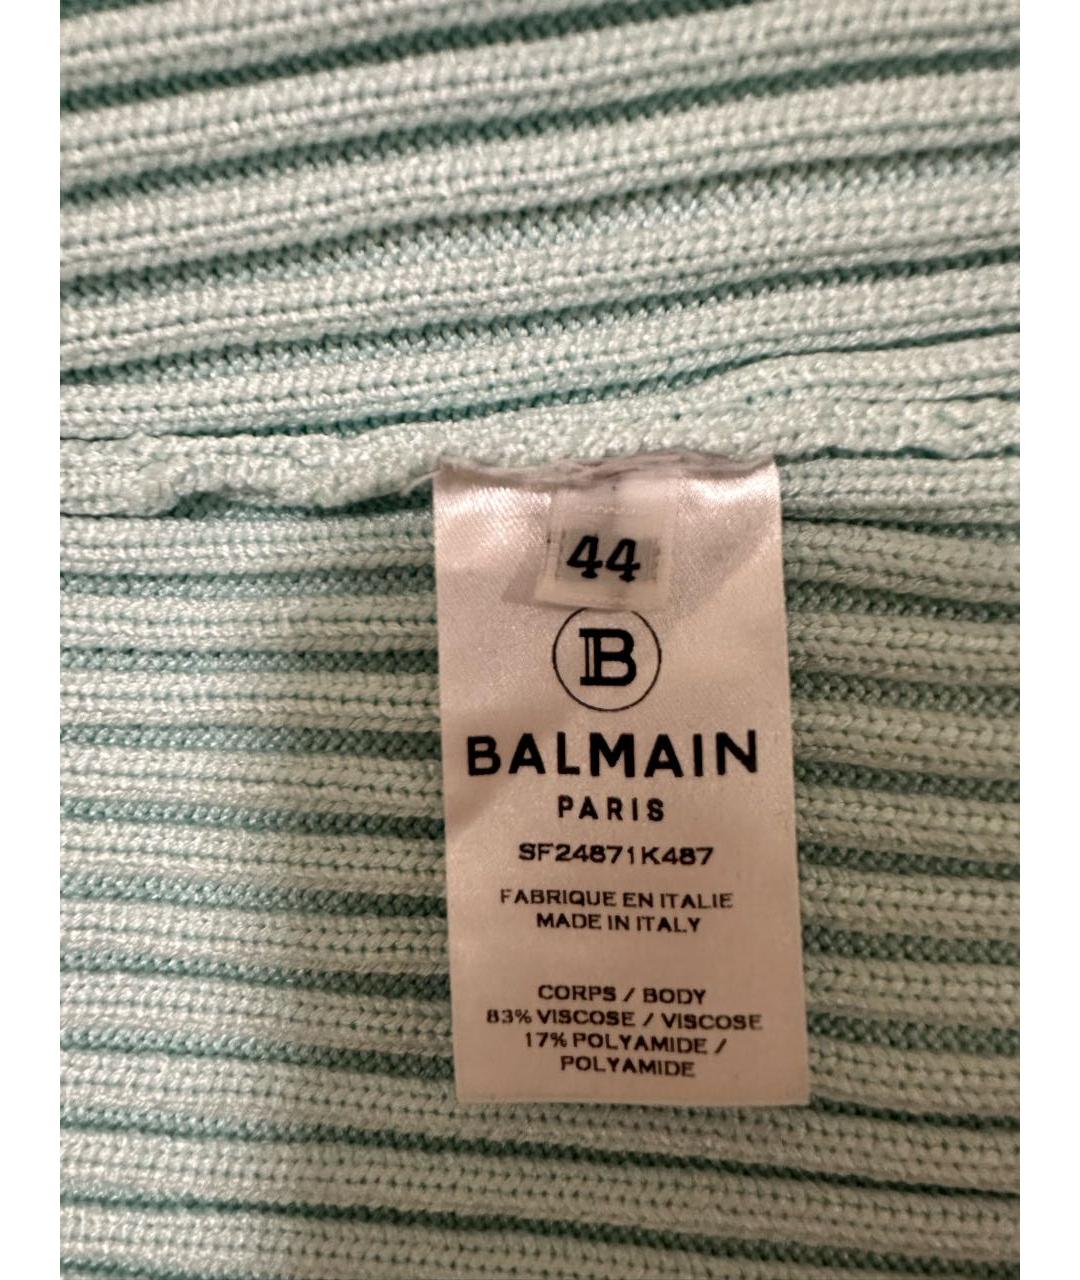 44
B
BALMAIN
PARIS
SF24871K487
FABRIQUE EN ITALIE
MADE IN ITALY
CORPS / BODY
83% VISCOSE / VISCOSE
17% POLYAMIDE /
POLYAMIDE